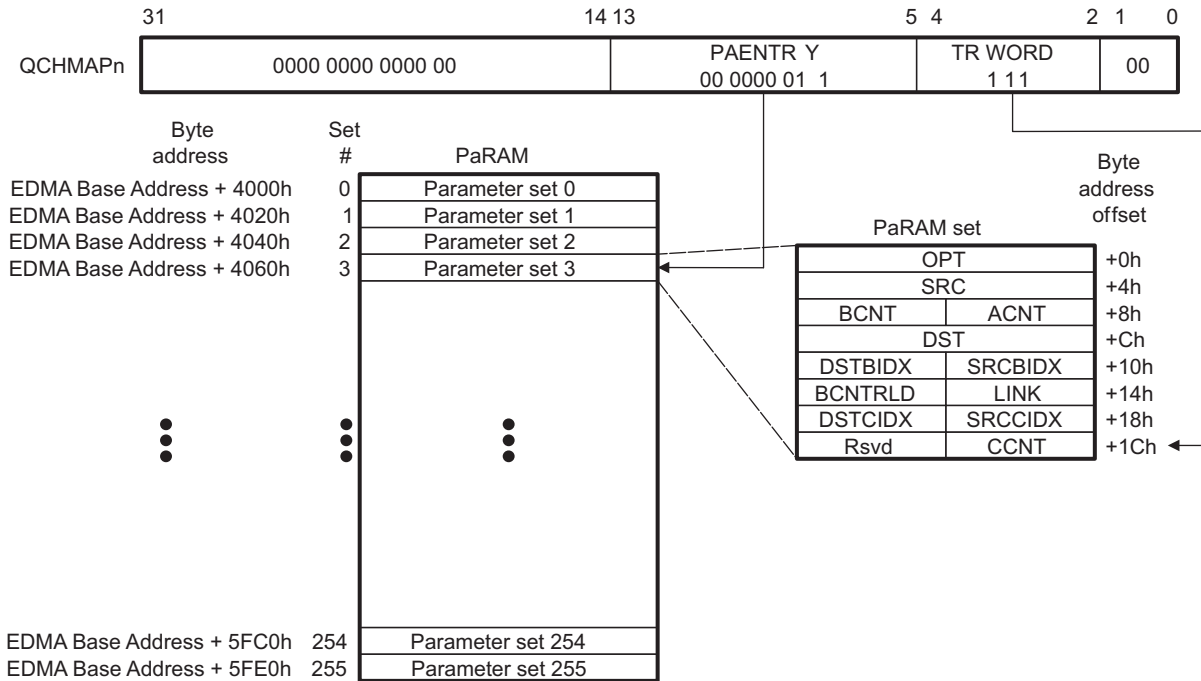 31 14 13 5 4 2 1 0
QCHMAPn 0000 0000 0000 00 PAENTR Y 00 0000 01 1 TR WORD 1 11 00
Byte address Set # PaRAM
EDMA Base Address + 4000h 0 Parameter set 0
EDMA Base Address + 4020h 1 Parameter set 1
EDMA Base Address + 4040h 2 Parameter set 2
EDMA Base Address + 4060h 3 Parameter set 3
EDMA Base Address + 5FC0h 254 Parameter set 254
EDMA Base Address + 5FE0h 255 Parameter set 255
PaRAM set
Byte address offset
OPT +0h
SRC +4h
BCNT ACNT +8h
DST +Ch
DSTBIDX SRCBIDX +10h
BCNTRLD LINK +14h
DSTCIDX SRCCIDX +18h
Rsvd CCNT +1Ch